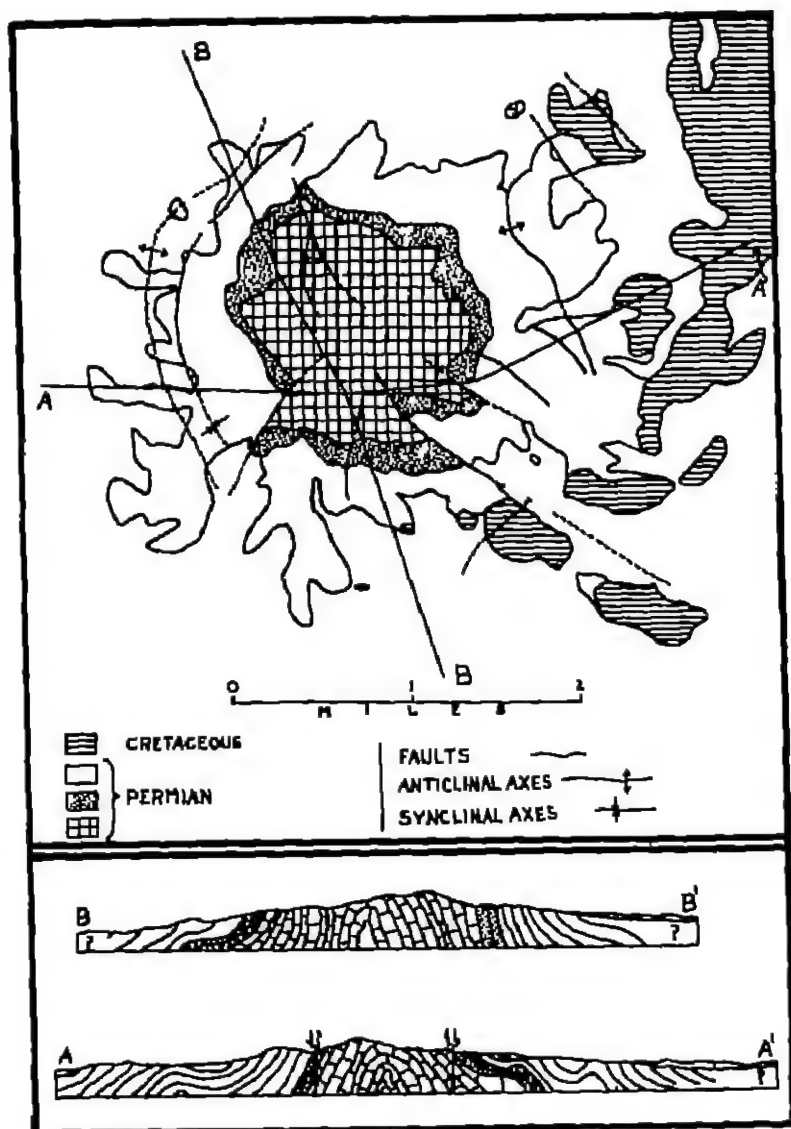 B
A
A
B
0 1 2
M I L E S
CRETACEOUS
PERMIAN
FAULTS
ANTICLINAL AXES
SYNCLINAL AXES
B B'
? ?
A A'
?